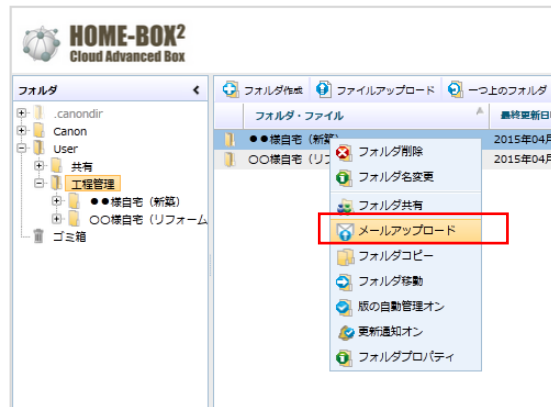 HOME-BOX²
Cloud Advanced Box
フォルダ
フォルダ作成 ファイルアップロード 一つ上のフォルダ
フォルダ・ファイル 最終更新日
.canondir
Canon
User
共有
工程管理
●●様自宅（新築）
○○様自宅（リフォーム
ゴミ箱
●●様自宅（新築） 2015年04月
○○様自宅（リフ 2015年04月
フォルダ削除
フォルダ名変更
フォルダ共有
メールアップロード
フォルダコピー
フォルダ移動
版の自動管理オン
更新通知オン
フォルダプロパティ